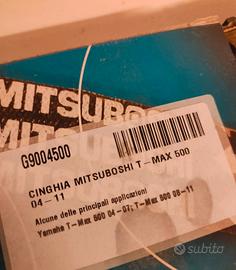 MITSUBOSHI
MITSUBOSHI
G9004500
CINGHIA MITSUBOSHI T-MAX 500
04-11
Alcune delle principali applicazioni
Yamaha T-Max 500 04-07; T-Max 500 08-11
subito